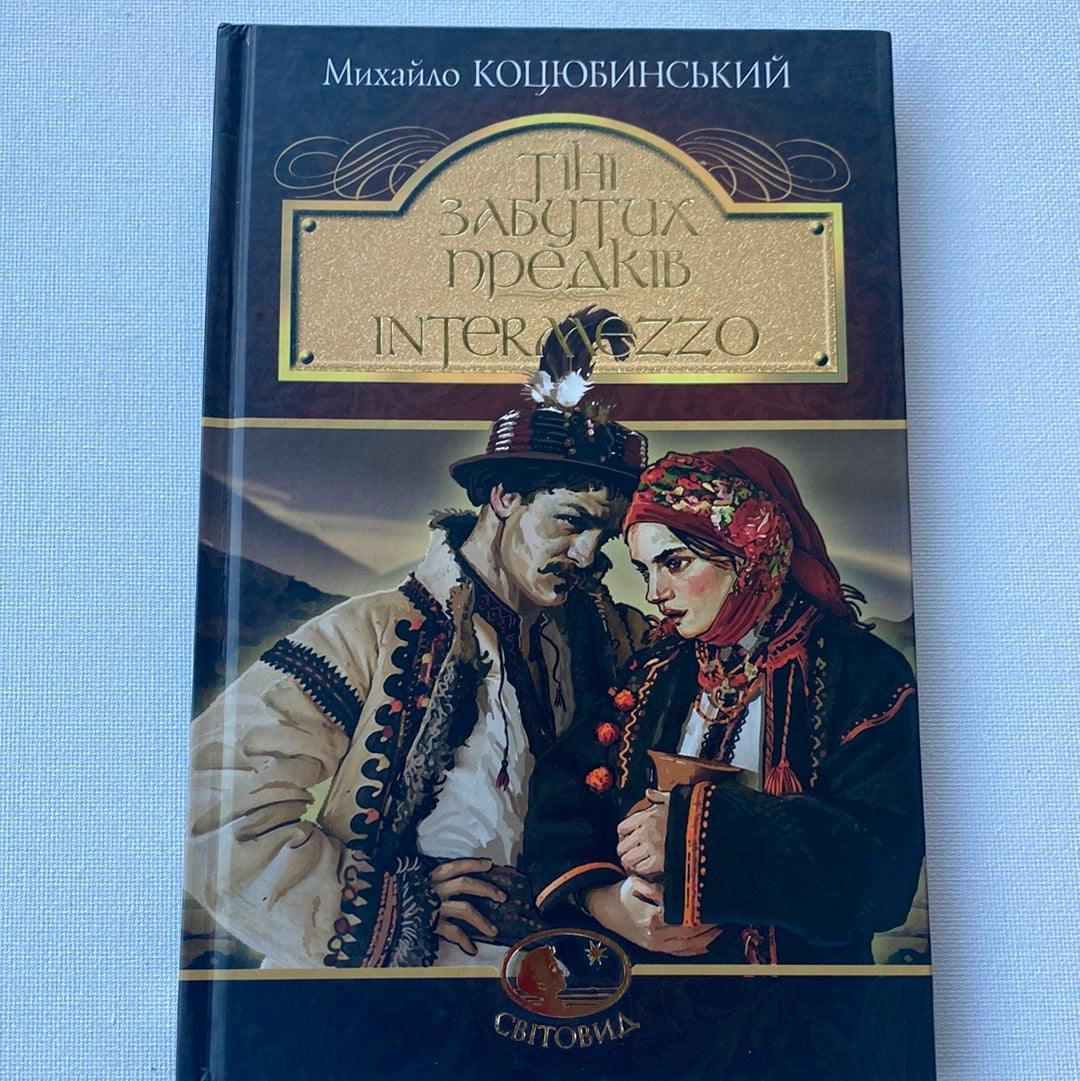 Михайло КОЦЮБИНСЬКИЙ
ТІНІ
ЗАБУТИХ
ПРЕДКІВ
INTERMEZZO
СВІТОВИД